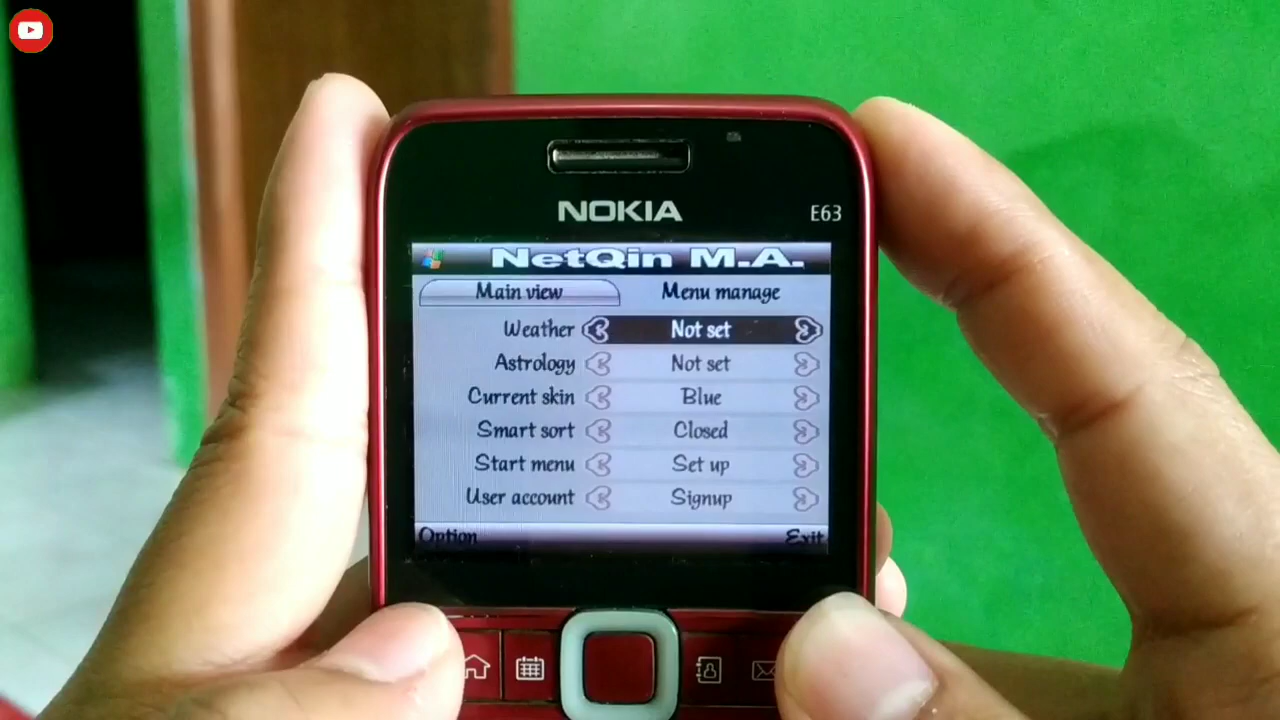 NOKIA
E63
NetQin M.A.
Main view Menu manage
Weather Not set
Astrology Not set
Current skin Blue
Smart sort Closed
Start menu Set up
User account Signup
Option Exit